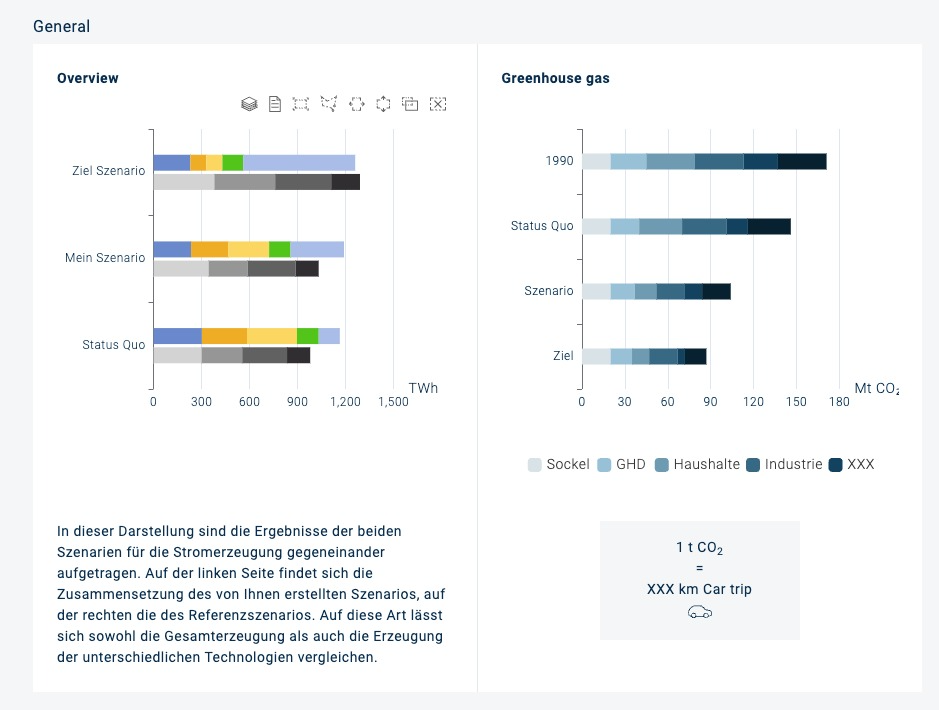 General
Overview
Ziel Szenario
Mein Szenario
Status Quo
TWh
0 300 600 900 1,200 1,500
In dieser Darstellung sind die Ergebnisse der beiden
Szenarien für die Stromerzeugung gegeneinander
aufgetragen. Auf der linken Seite findet sich die
Zusammensetzung des von Ihnen erstellten Szenarios, auf
der rechten die des Referenzszenarios. Auf diese Art lässt
sich sowohl die Gesamterzeugung als auch die Erzeugung
der unterschiedlichen Technologien vergleichen.
Greenhouse gas
1990
Status Quo
Szenario
Ziel
Mt CO₂
0 30 60 90 120 150 180
Sockel GHD Haushalte Industrie XXX
1 t CO₂
=
XXX km Car trip